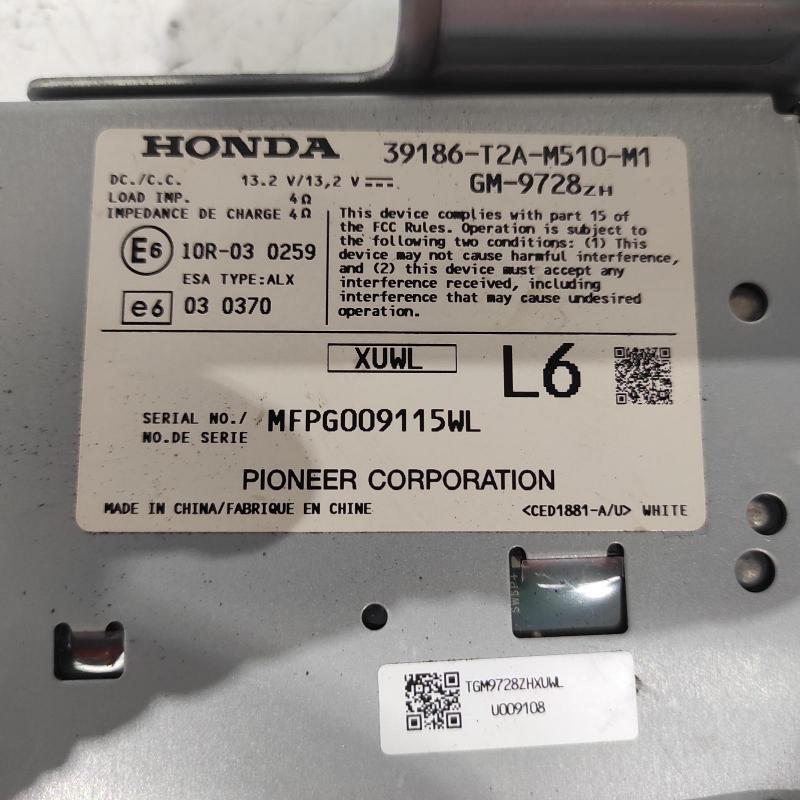 HONDA 39186-T2A-M510-M1
DC./C.C. 13.2 V/13,2 V GM-9728ZH
LOAD IMP. 4Ω
IMPEDANCE DE CHARGE 4Ω
E6 10R-03 0259
ESA TYPE:ALX
e6 03 0370
This device complies with part 15 of
the FCC Rules. Operation is subject to
the following two conditions: (1) This
device may not cause harmful interference,
and (2) this device must accept any
interference received, including
interference that may cause undesired
operation.
XUWL L6
SERIAL NO./
NO.DE SERIE
MFPG009115WL
PIONEER CORPORATION
MADE IN CHINA/FABRIQUE EN CHINE <CED1881-A/U> WHITE
SWSP+
TGM9728ZHXUWL
U009108